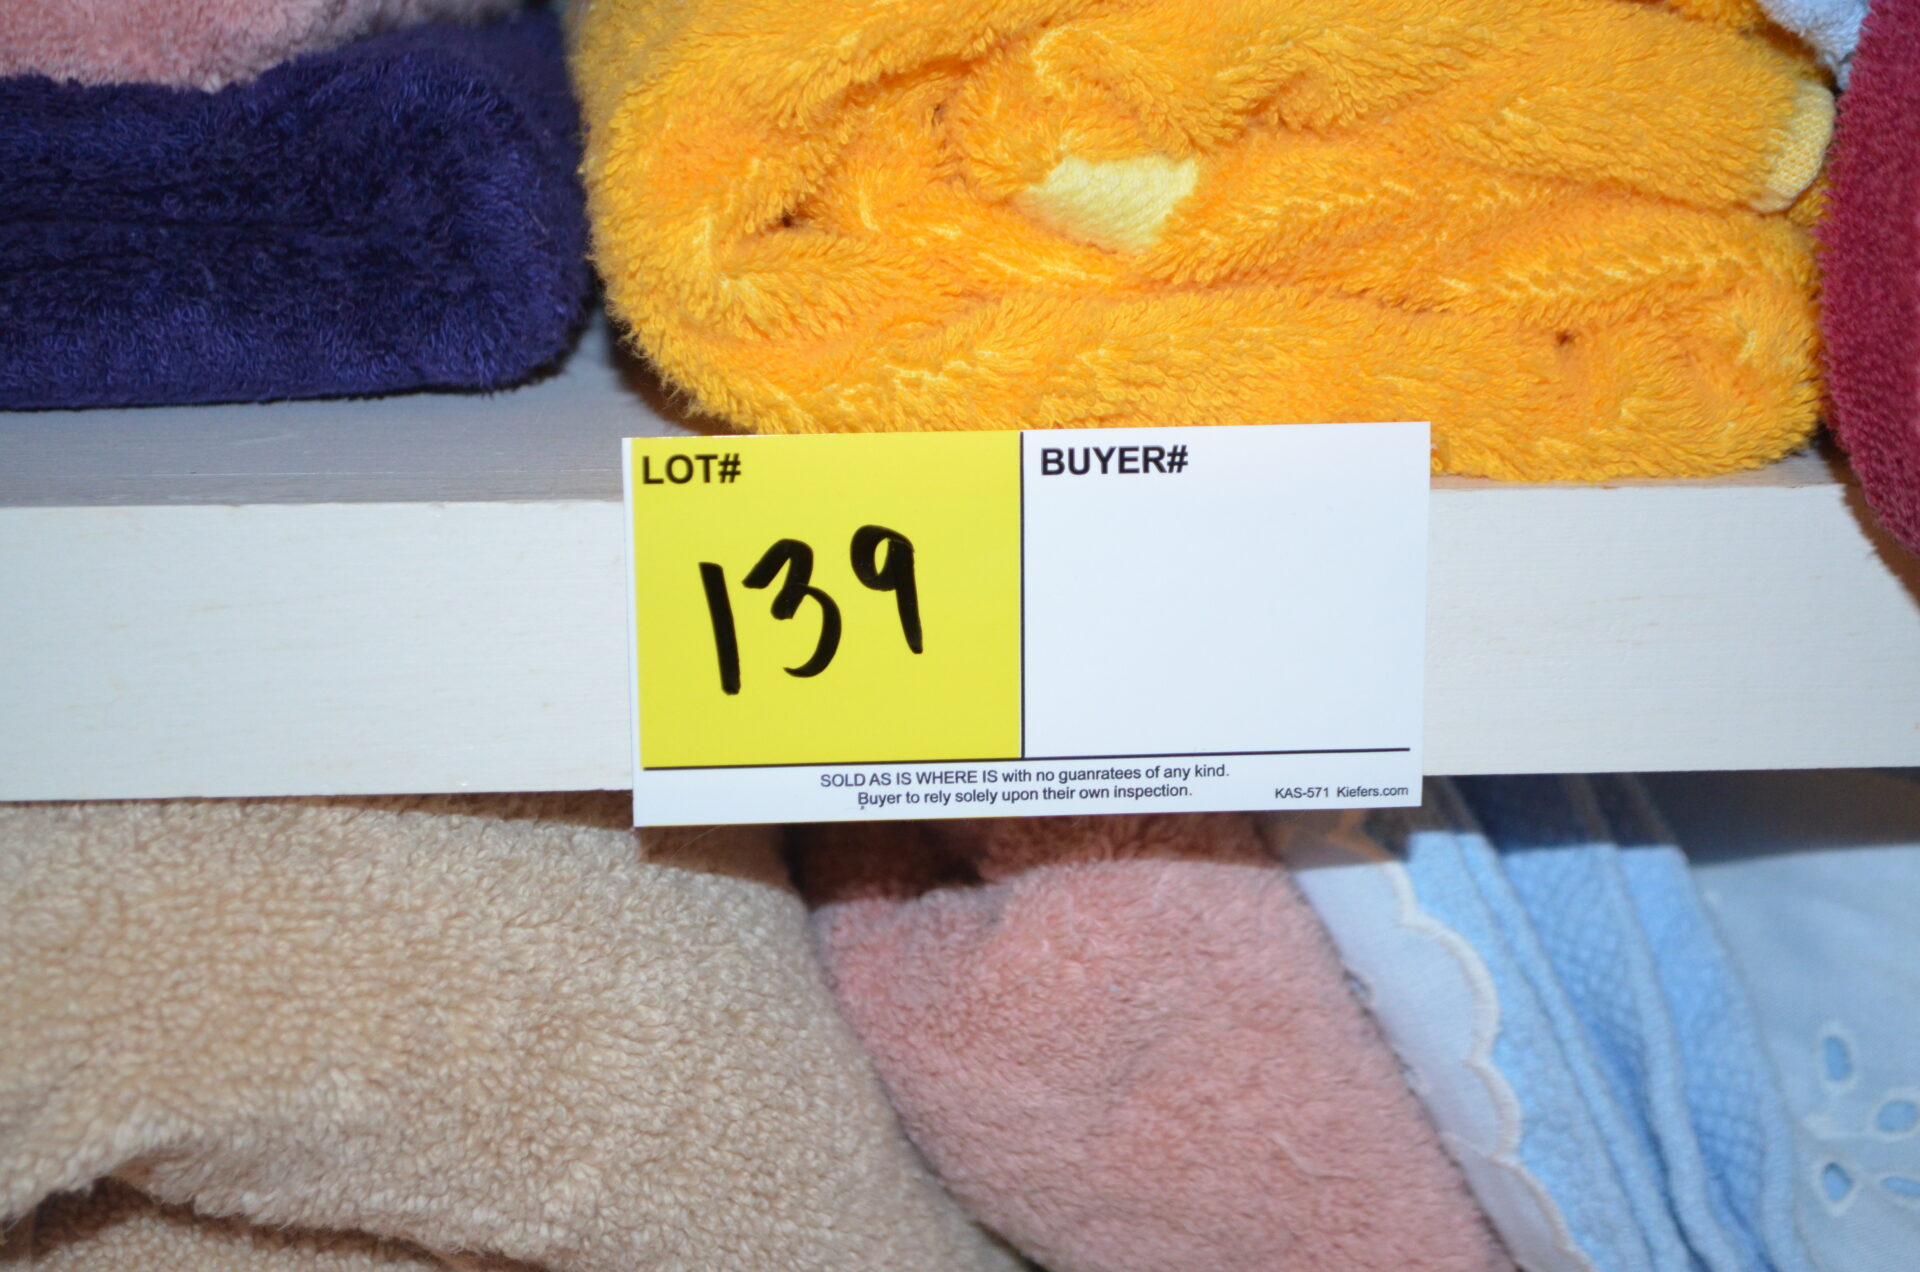 LOT#
139
BUYER#
SOLD AS IS WHERE IS with no guanratees of any kind.
Buyer to rely solely upon their own inspection.
KAS-571 Kiefers.com